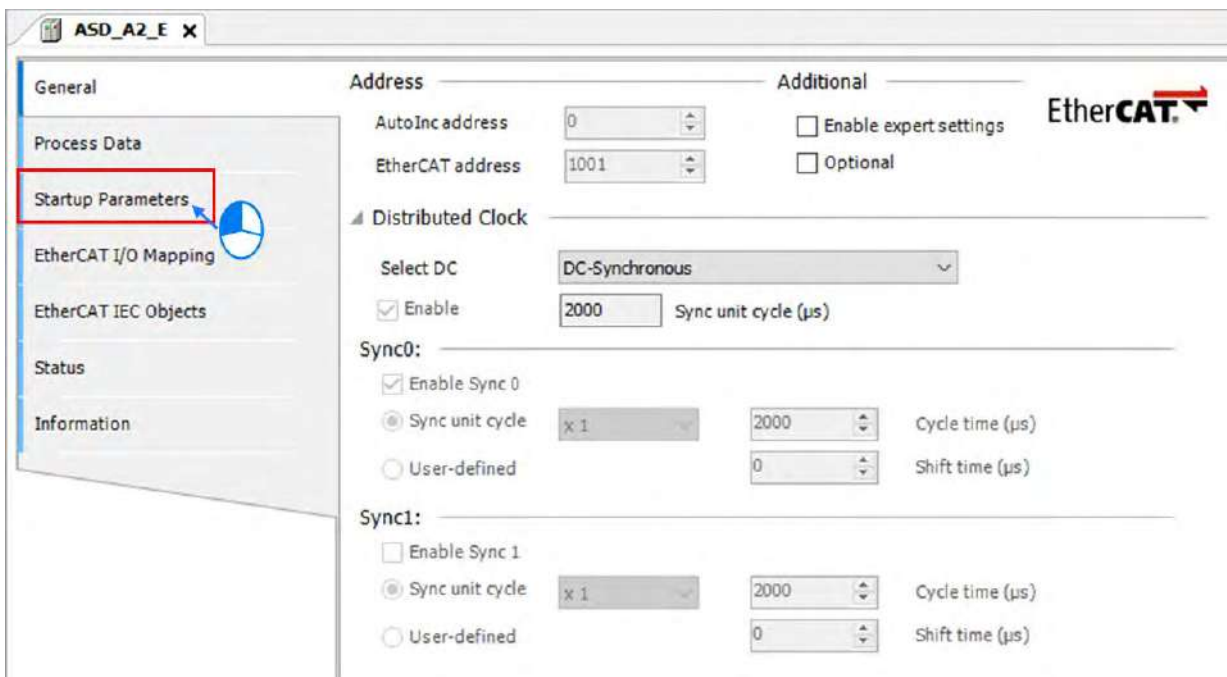 ASD_A2_E X
General
Process Data
Startup Parameters
EtherCAT I/O Mapping
EtherCAT IEC Objects
Status
Information
Address
AutoInc address 0
EtherCAT address 1001
Additional
Enable expert settings
Optional
EtherCAT.
Distributed Clock
Select DC DC-Synchronous
Enable 2000 Sync unit cycle (µs)
Sync0:
Enable Sync 0
Sync unit cycle x 1 2000 Cycle time (µs)
User-defined 0 Shift time (µs)
Sync1:
Enable Sync 1
Sync unit cycle x 1 2000 Cycle time (µs)
User-defined 0 Shift time (µs)